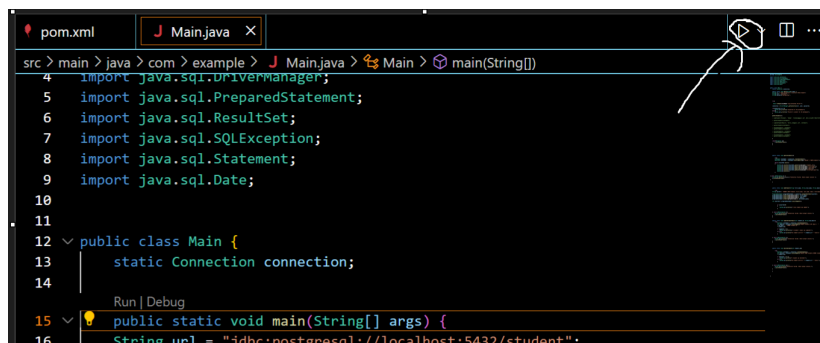 pom.xml
J Main.java ×
src > main > java > com > example > J Main.java > Main > main(String[])
4 import java.sql.DriverManager;
5 import java.sql.PreparedStatement;
6 import java.sql.ResultSet;
7 import java.sql.SQLException;
8 import java.sql.Statement;
9 import java.sql.Date;
10
11
12 public class Main {
13 static Connection connection;
14
Run | Debug
15 public static void main(String[] args) {
16 String url = "jdbc:postgresql://localhost:5432/student";